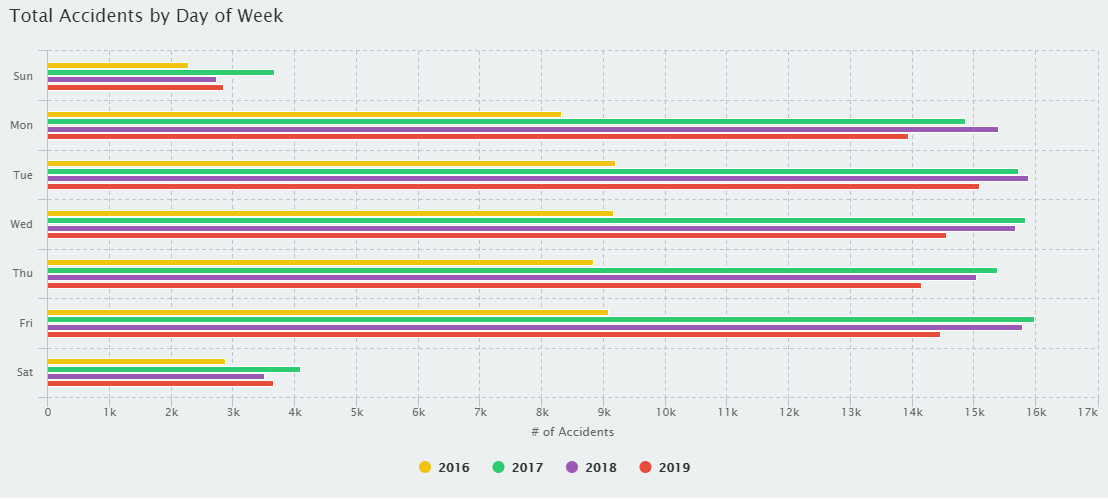 Total Accidents by Day of Week
Sun
Mon
Tue
Wed
Thu
Fri
Sat
0 1k 2k 3k 4k 5k 6k 7k 8k 9k 10k 11k 12k 13k 14k 15k 16k 17k
# of Accidents
2016 2017 2018 2019